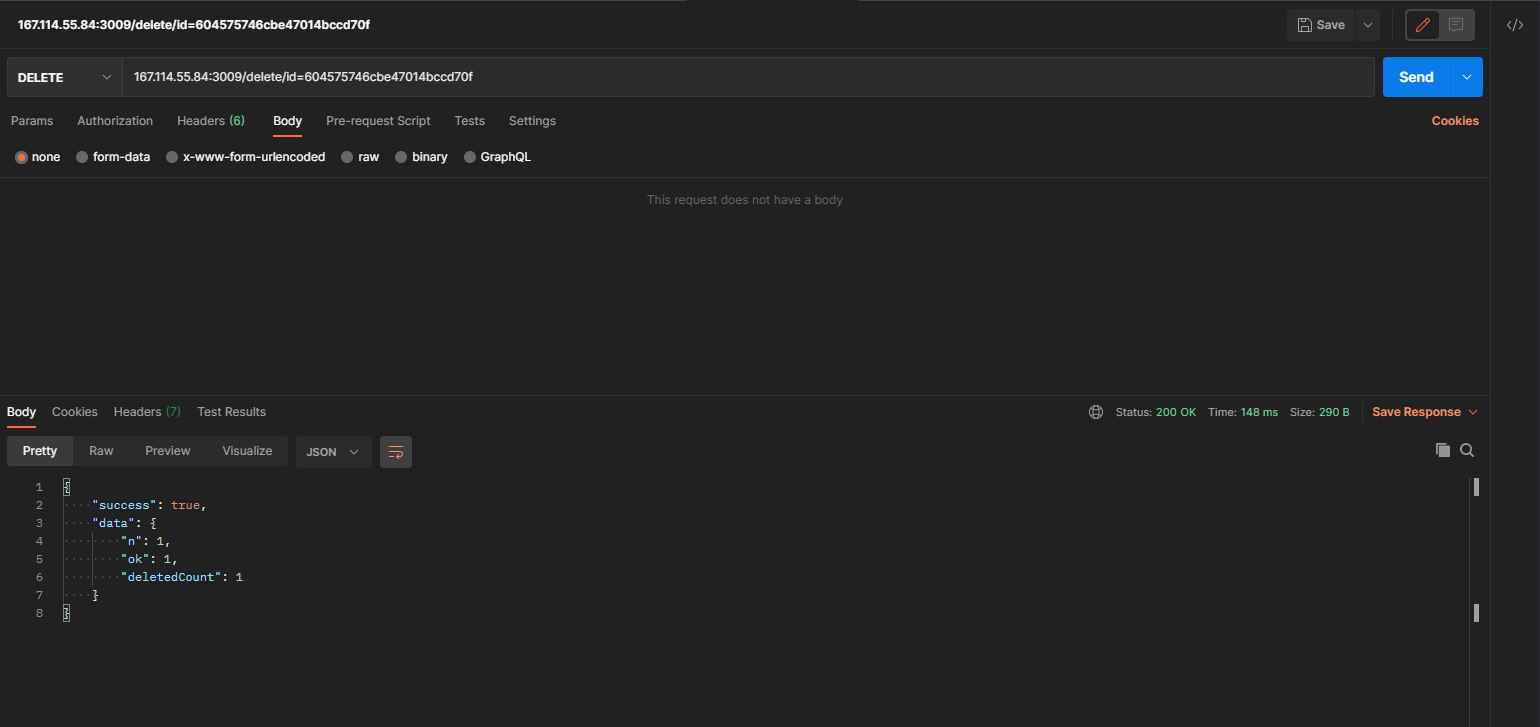 167.114.55.84:3009/delete/id=604575746cbe47014bccd70f
Save
</>
DELETE
167.114.55.84:3009/delete/id=604575746cbe47014bccd70f
Send
Params Authorization Headers (6) Body Pre-request Script Tests Settings Cookies
none form-data x-www-form-urlencoded raw binary GraphQL
This request does not have a body
Body Cookies Headers (7) Test Results Status: 200 OK Time: 148 ms Size: 290 B Save Response
Pretty Raw Preview Visualize JSON
1 {
2 "success": true,
3 "data": {
4 "n": 1,
5 "ok": 1,
6 "deletedCount": 1
7 }
8 }